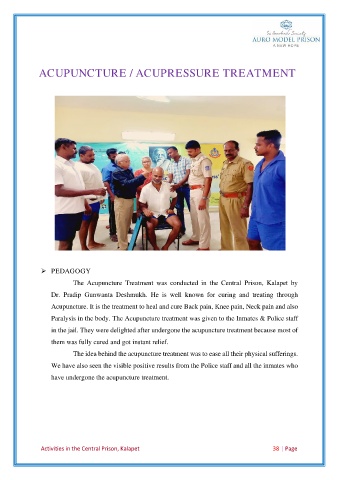 Sri Aurobindo Society
AURO MODEL PRISON
A NEW HOPE
ACUPUNCTURE / ACUPRESSURE TREATMENT
➢ PEDAGOGY
The Acupuncture Treatment was conducted in the Central Prison, Kalapet by
Dr. Pradip Gunwanta Deshmukh. He is well known for curing and treating through
Acupuncture. It is the treatment to heal and cure Back pain, Knee pain, Neck pain and also
Paralysis in the body. The Acupuncture treatment was given to the Inmates & Police staff
in the jail. They were delighted after undergone the acupuncture treatment because most of
them was fully cured and got instant relief.
The idea behind the acupuncture treatment was to ease all their physical sufferings.
We have also seen the visible positive results from the Police staff and all the inmates who
have undergone the acupuncture treatment.
Activities in the Central Prison, Kalapet 38 | Page